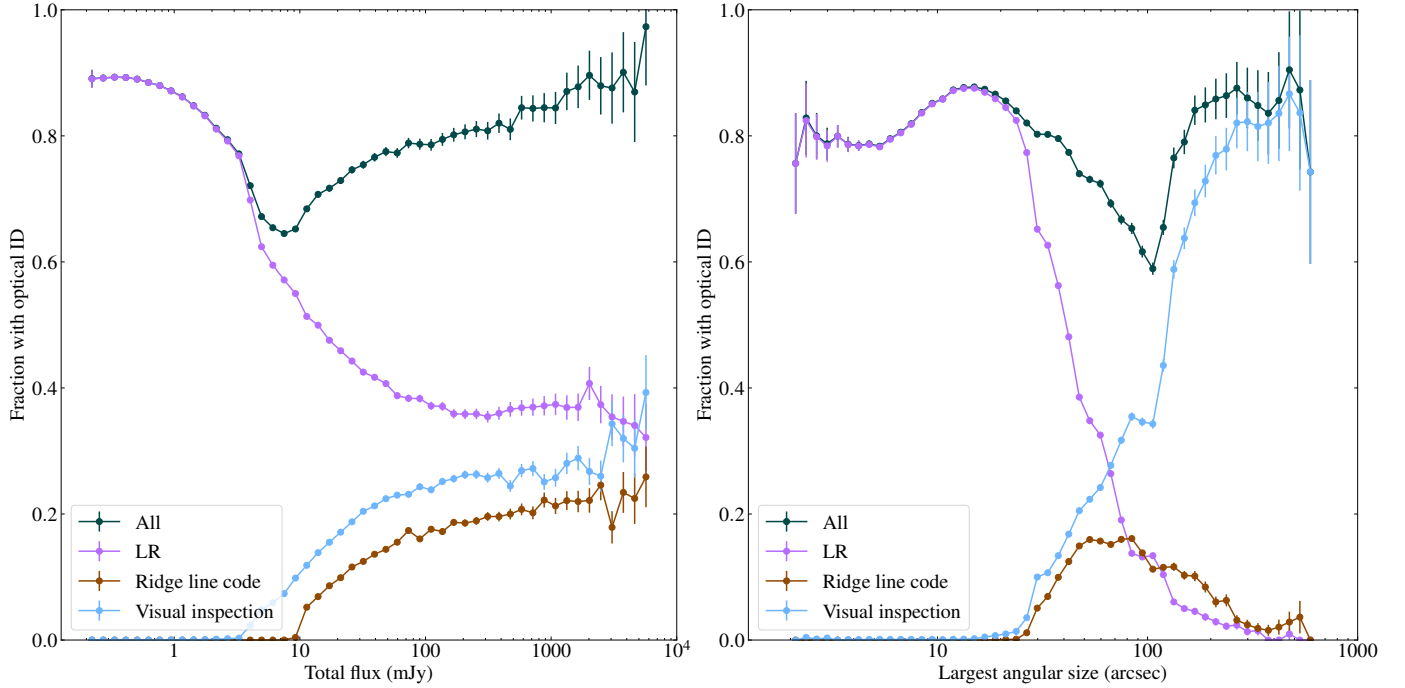 1.0
0.8
0.6
0.4
0.2
0.0
Fraction with optical ID
All
LR
Ridge line code
Visual inspection
1 10 100 1000 10⁴
Total flux (mJy)
1.0
0.8
0.6
0.4
0.2
0.0
Fraction with optical ID
All
LR
Ridge line code
Visual inspection
10 100 1000
Largest angular size (arcsec)